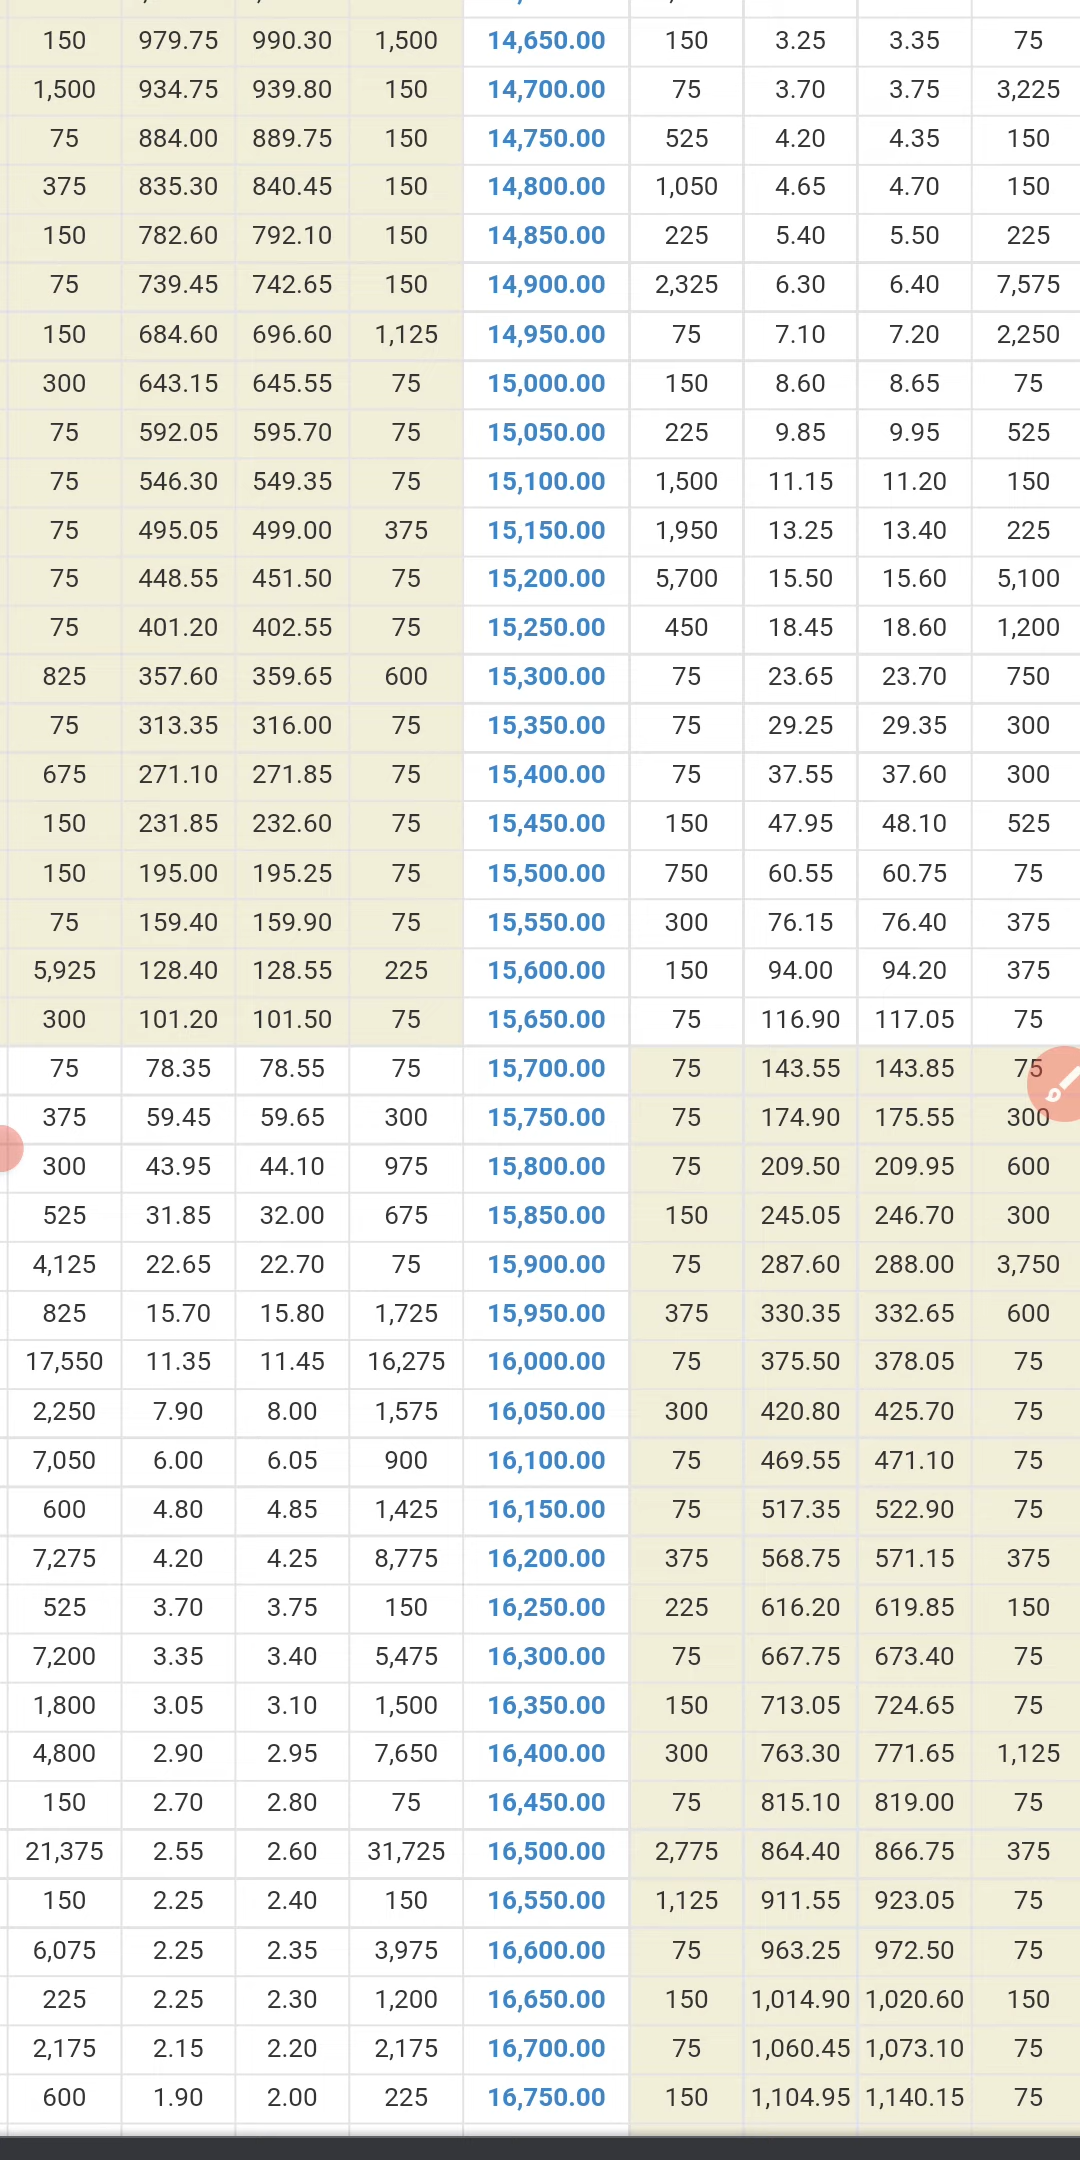 150 979.75 990.30 1,500 14,650.00 150 3.25 3.35 75
1,500 934.75 939.80 150 14,700.00 75 3.70 3.75 3,225
75 884.00 889.75 150 14,750.00 525 4.20 4.35 150
375 835.30 840.45 150 14,800.00 1,050 4.65 4.70 150
150 782.60 792.10 150 14,850.00 225 5.40 5.50 225
75 739.45 742.65 150 14,900.00 2,325 6.30 6.40 7,575
150 684.60 696.60 1,125 14,950.00 75 7.10 7.20 2,250
300 643.15 645.55 75 15,000.00 150 8.60 8.65 75
75 592.05 595.70 75 15,050.00 225 9.85 9.95 525
75 546.30 549.35 75 15,100.00 1,500 11.15 11.20 150
75 495.05 499.00 375 15,150.00 1,950 13.25 13.40 225
75 448.55 451.50 75 15,200.00 5,700 15.50 15.60 5,100
75 401.20 402.55 75 15,250.00 450 18.45 18.60 1,200
825 357.60 359.65 600 15,300.00 75 23.65 23.70 750
75 313.35 316.00 75 15,350.00 75 29.25 29.35 300
675 271.10 271.85 75 15,400.00 75 37.55 37.60 300
150 231.85 232.60 75 15,450.00 150 47.95 48.10 525
150 195.00 195.25 75 15,500.00 750 60.55 60.75 75
75 159.40 159.90 75 15,550.00 300 76.15 76.40 375
5,925 128.40 128.55 225 15,600.00 150 94.00 94.20 375
300 101.20 101.50 75 15,650.00 75 116.90 117.05 75
75 78.35 78.55 75 15,700.00 75 143.55 143.85 75
375 59.45 59.65 300 15,750.00 75 174.90 175.55 300
300 43.95 44.10 975 15,800.00 75 209.50 209.95 600
525 31.85 32.00 675 15,850.00 150 245.05 246.70 300
4,125 22.65 22.70 75 15,900.00 75 287.60 288.00 3,750
825 15.70 15.80 1,725 15,950.00 375 330.35 332.65 600
17,550 11.35 11.45 16,275 16,000.00 75 375.50 378.05 75
2,250 7.90 8.00 1,575 16,050.00 300 420.80 425.70 75
7,050 6.00 6.05 900 16,100.00 75 469.55 471.10 75
600 4.80 4.85 1,425 16,150.00 75 517.35 522.90 75
7,275 4.20 4.25 8,775 16,200.00 375 568.75 571.15 375
525 3.70 3.75 150 16,250.00 225 616.20 619.85 150
7,200 3.35 3.40 5,475 16,300.00 75 667.75 673.40 75
1,800 3.05 3.10 1,500 16,350.00 150 713.05 724.65 75
4,800 2.90 2.95 7,650 16,400.00 300 763.30 771.65 1,125
150 2.70 2.80 75 16,450.00 75 815.10 819.00 75
21,375 2.55 2.60 31,725 16,500.00 2,775 864.40 866.75 375
150 2.25 2.40 150 16,550.00 1,125 911.55 923.05 75
6,075 2.25 2.35 3,975 16,600.00 75 963.25 972.50 75
225 2.25 2.30 1,200 16,650.00 150 1,014.90 1,020.60 150
2,175 2.15 2.20 2,175 16,700.00 75 1,060.45 1,073.10 75
600 1.90 2.00 225 16,750.00 150 1,104.95 1,140.15 75